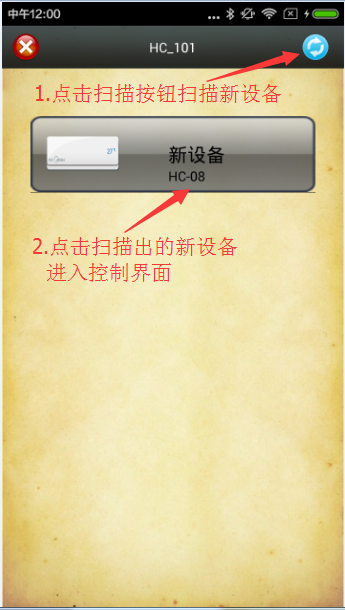 中午12:00
HC_101
1.点击扫描按钮扫描新设备
新设备
HC-08
2.点击扫描出的新设备
进入控制界面